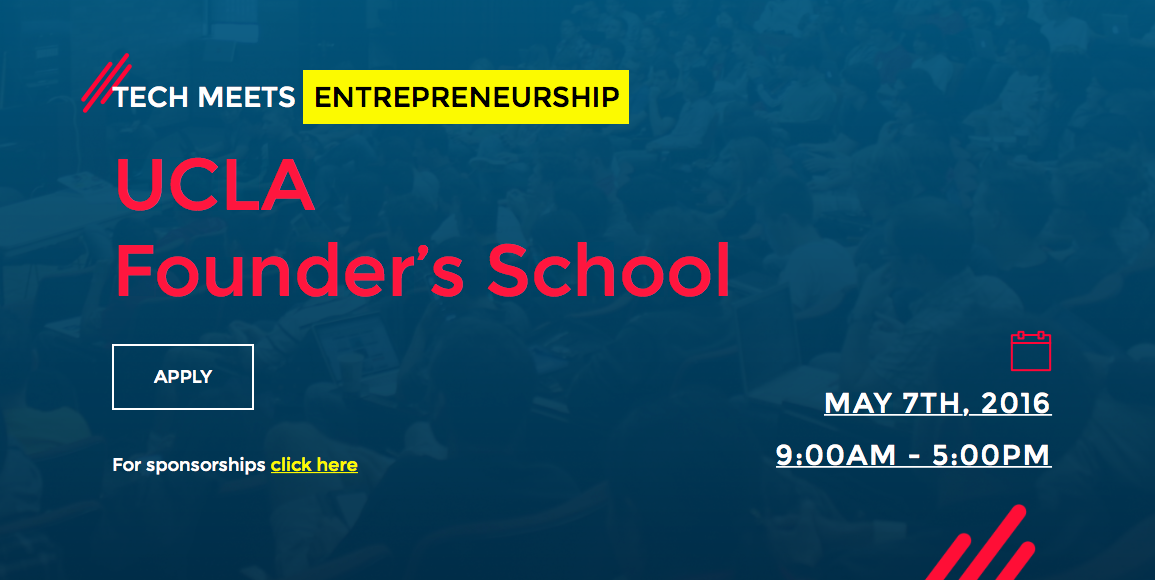 TECH MEETS ENTREPRENEURSHIP
UCLA
Founder’s School
APPLY
For sponsorships click here
MAY 7TH, 2016
9:00AM - 5:00PM